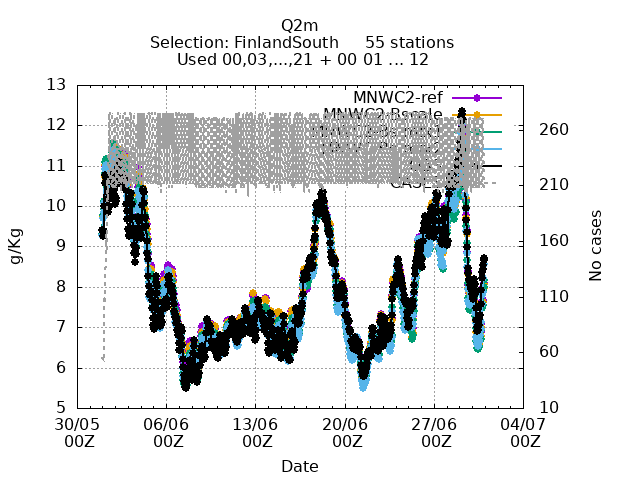 Q2m
Selection: FinlandSouth 55 stations
Used 00,03,...,21 + 00 01 ... 12
13
12
11
10
9
8
7
6
5
g/Kg
MNWC2-ref
MNWC2-Bscale
260
210
160
110
60
10
No cases
30/05 06/06 13/06 20/06 27/06 04/07
00Z 00Z 00Z 00Z 00Z 00Z
Date